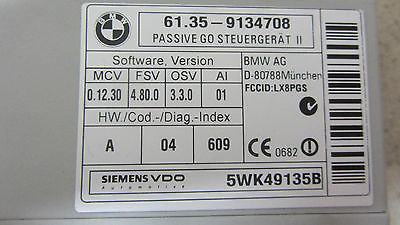 BMW
61.35-9134708
PASSIVE GO STEUERGERÄT II
Software, Version
MCV FSV OSV AI
0.12.30 4.80.0 3.3.0 01
HW./Cod.-/Diag.-Index
A 04 609
BMW AG
D-80788München
FCCID:LX8PGS
CE0682
SIEMENS VDO
Automotive
5WK49135B